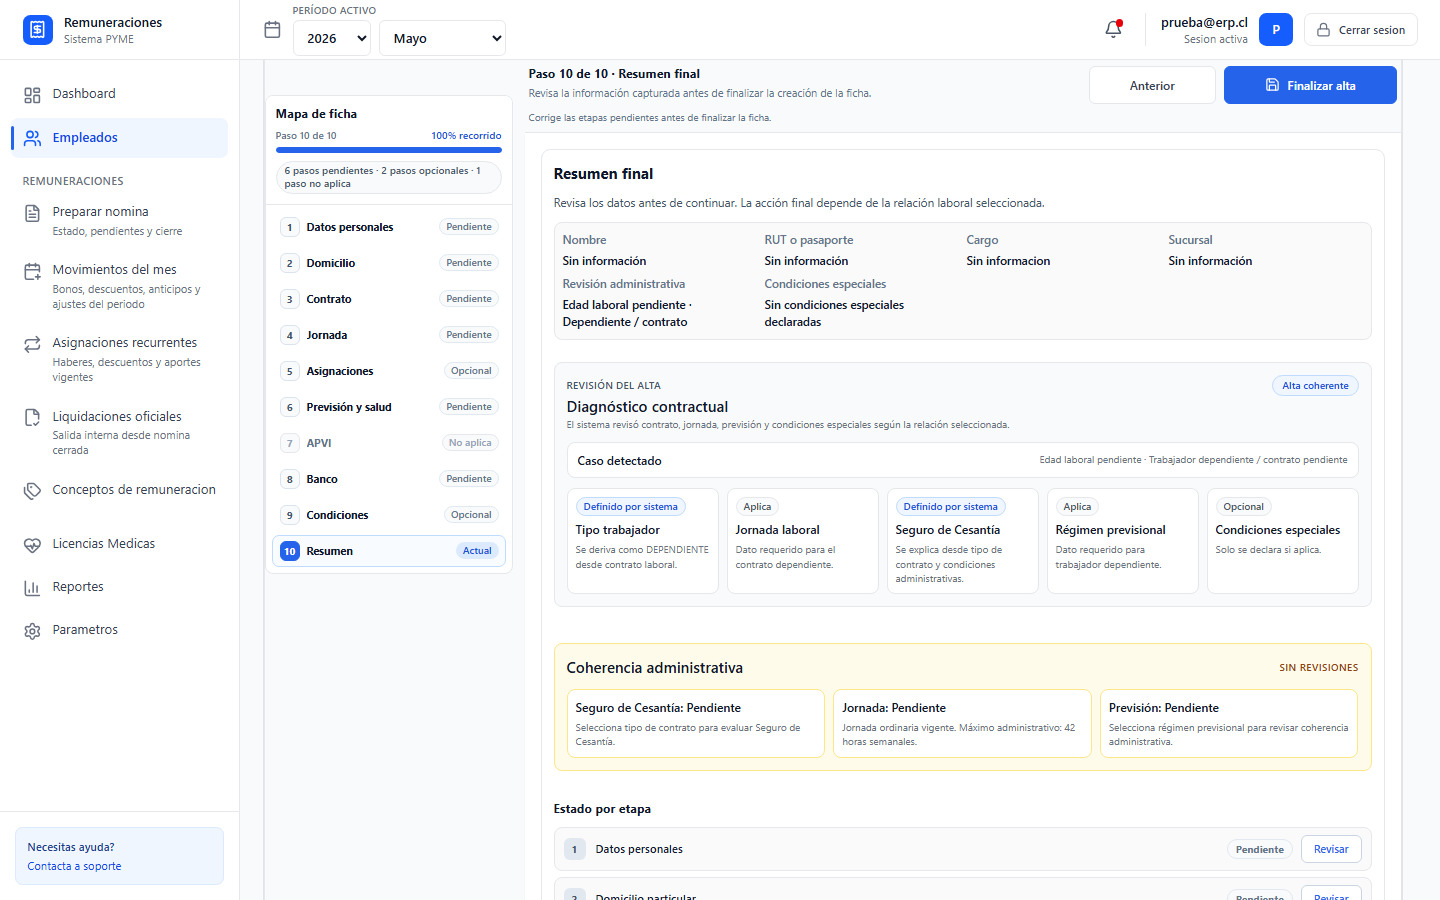 Remuneraciones
Sistema PYME
PERÍODO ACTIVO
2026
Mayo
prueba@erp.cl
Sesion activa
P
Cerrar sesion
Dashboard
Empleados
REMUNERACIONES
Preparar nomina
Estado, pendientes y cierre
Movimientos del mes
Bonos, descuentos, anticipos y
ajustes del periodo
Asignaciones recurrentes
Haberes, descuentos y aportes
vigentes
Liquidaciones oficiales
Salida interna desde nomina
cerrada
Conceptos de remuneracion
Licencias Medicas
Reportes
Parametros
Necesitas ayuda?
Contacta a soporte
Mapa de ficha
Paso 10 de 10
100% recorrido
6 pasos pendientes · 2 pasos opcionales · 1
paso no aplica
1 Datos personales Pendiente
2 Domicilio Pendiente
3 Contrato Pendiente
4 Jornada Pendiente
5 Asignaciones Opcional
6 Previsión y salud Pendiente
7 APVI No aplica
8 Banco Pendiente
9 Condiciones Opcional
10 Resumen Actual
Paso 10 de 10 · Resumen final
Revisa la información capturada antes de finalizar la creación de la ficha.
Corrige las etapas pendientes antes de finalizar la ficha.
Anterior
Finalizar alta
Resumen final
Revisa los datos antes de continuar. La acción final depende de la relación laboral seleccionada.
Nombre
Sin información
RUT o pasaporte
Sin información
Cargo
Sin informacion
Sucursal
Sin información
Revisión administrativa
Edad laboral pendiente ·
Dependiente / contrato
Condiciones especiales
Sin condiciones especiales
declaradas
REVISIÓN DEL ALTA
Alta coherente
Diagnóstico contractual
El sistema revisó contrato, jornada, previsión y condiciones especiales según la relación seleccionada.
Caso detectado
Edad laboral pendiente · Trabajador dependiente / contrato pendiente
Definido por sistema
Tipo trabajador
Se deriva como DEPENDIENTE
desde contrato laboral.
Aplica
Jornada laboral
Dato requerido para el
contrato dependiente.
Definido por sistema
Seguro de Cesantía
Se explica desde tipo de
contrato y condiciones
administrativas.
Aplica
Régimen previsional
Dato requerido para
trabajador dependiente.
Opcional
Condiciones especiales
Solo se declara si aplica.
Coherencia administrativa
SIN REVISIONES
Seguro de Cesantía: Pendiente
Selecciona tipo de contrato para evaluar Seguro de
Cesantía.
Jornada: Pendiente
Jornada ordinaria vigente. Máximo administrativo: 42
horas semanales.
Previsión: Pendiente
Selecciona régimen previsional para revisar coherencia
administrativa.
Estado por etapa
1 Datos personales Pendiente Revisar
2 Domicilio particular Pendiente Revisar